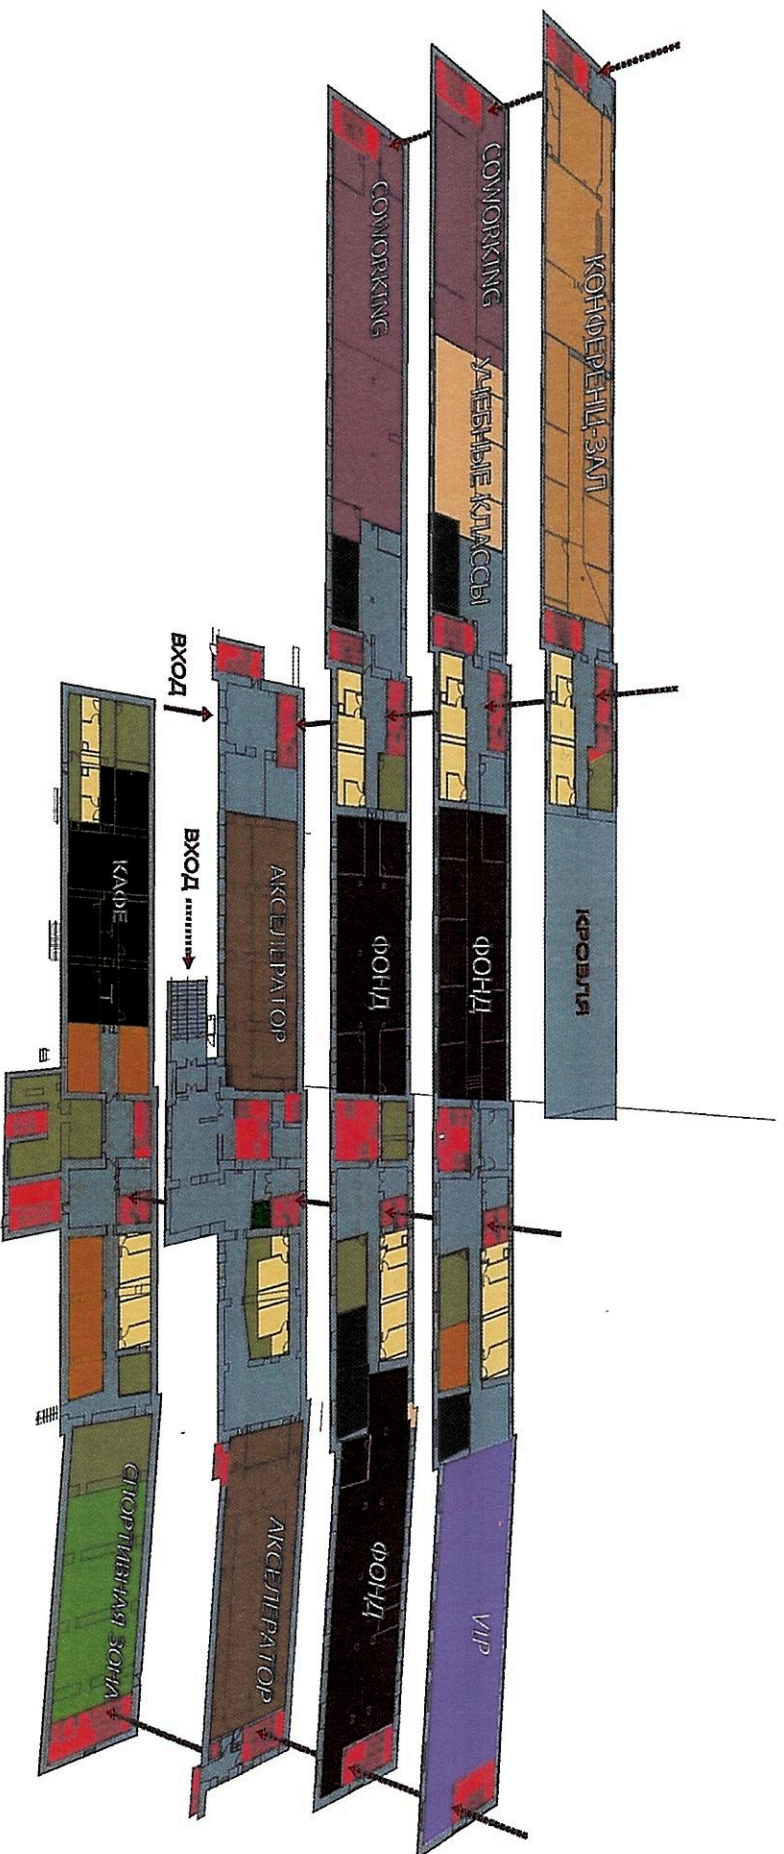 КОНФЕРЕНЦ-ЗАЛ
КРОВЛЯ
COWORKING
УЧЕБНЫЕ КЛАССЫ
ФОНД
VIP
COWORKING
ФОНД
ФОНД
ВХОД
АКСЕЛЕРАТОР
ВХОД
АКСЕЛЕРАТОР
КАФЕ
СПОРТИВНАЯ ЗОНА